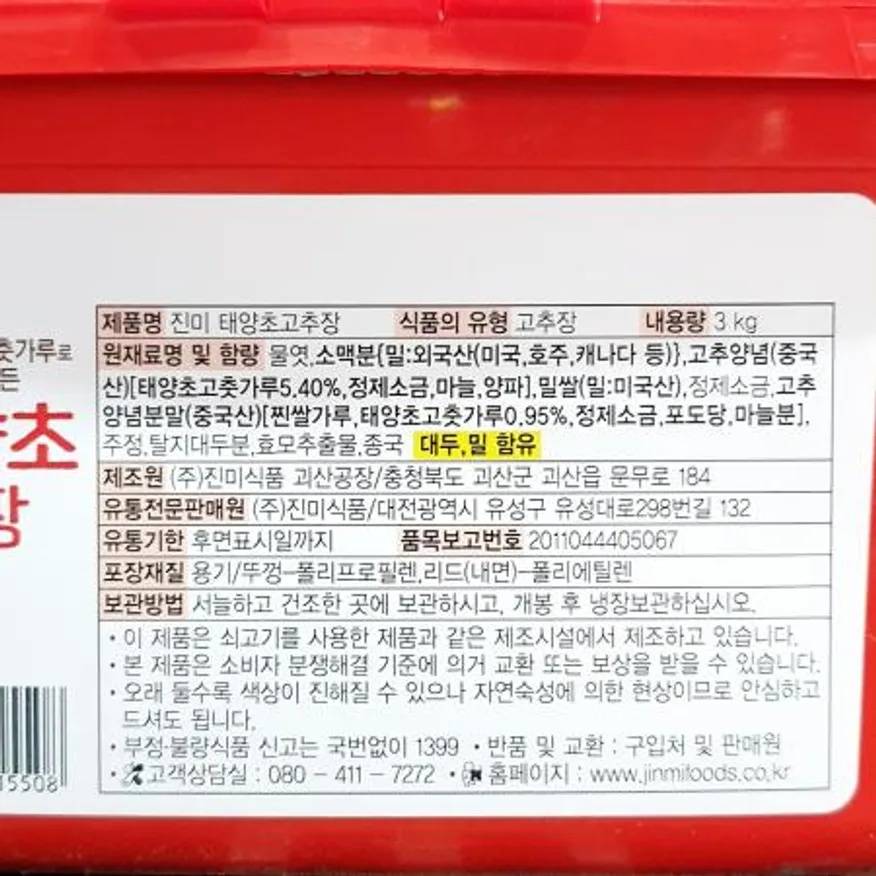 춧가루로
든
초
장
제품명 진미 태양초고추장 식품의 유형 고추장 내용량 3 kg
원재료명 및 함량 물엿,소맥분{밀:외국산(미국,호주,캐나다 등)},고추양념(중국
산)[태양초고춧가루5.40%,정제소금,마늘,양파],밀쌀(밀:미국산),정제소금,고추
양념분말(중국산)[찐쌀가루,태양초고춧가루0.95%,정제소금,포도당,마늘분],
주정,탈지대두분,효모추출물,종국 대두,밀 함유
제조원 (주)진미식품 괴산공장/충청북도 괴산군 괴산읍 문무로 184
유통전문판매원 (주)진미식품/대전광역시 유성구 유성대로298번길 132
유통기한 후면표시일까지 품목보고번호 2011044405067
포장재질 용기/뚜껑–폴리프로필렌,리드(내면)–폴리에틸렌
보관방법 서늘하고 건조한 곳에 보관하시고, 개봉 후 냉장보관하십시오.
• 이 제품은 쇠고기를 사용한 제품과 같은 제조시설에서 제조하고 있습니다.
• 본 제품은 소비자 분쟁해결 기준에 의거 교환 또는 보상을 받을 수 있습니다.
• 오래 둘수록 색상이 진해질 수 있으나 자연숙성에 의한 현상이므로 안심하고
드셔도 됩니다.
• 부정·불량식품 신고는 국번없이 1399 • 반품 및 교환 : 구입처 및 판매원
• 고객상담실 : 080 – 411 – 7272 • 홈페이지 : www.jinmifoods.co.kr
15508